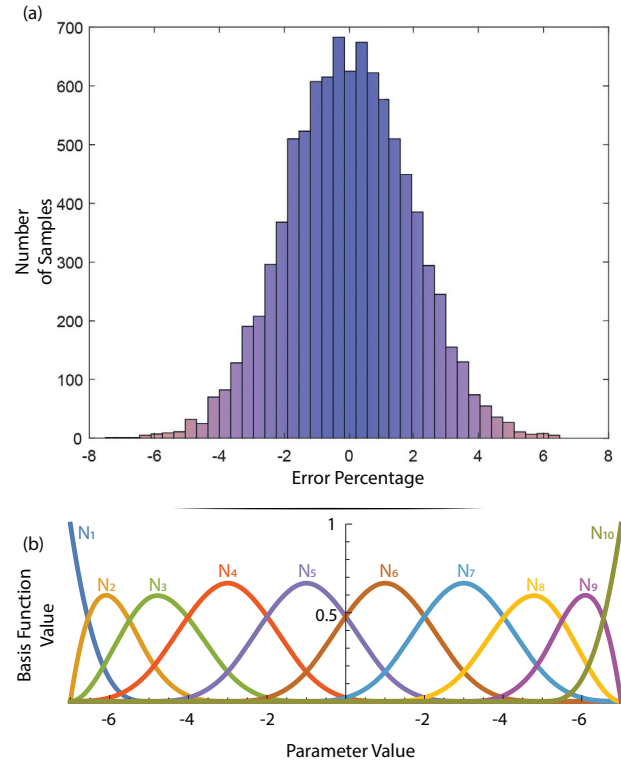 (a)
700
600
500
400
300
200
100
0
Number
of Samples
-8 -6 -4 -2 0 2 4 6 8
Error Percentage
(b)
1
0.5
N1 N2 N3 N4 N5 N6 N7 N8 N9 N10
Basis Function
Value
-6 -4 -2 -2 -4 -6
Parameter Value